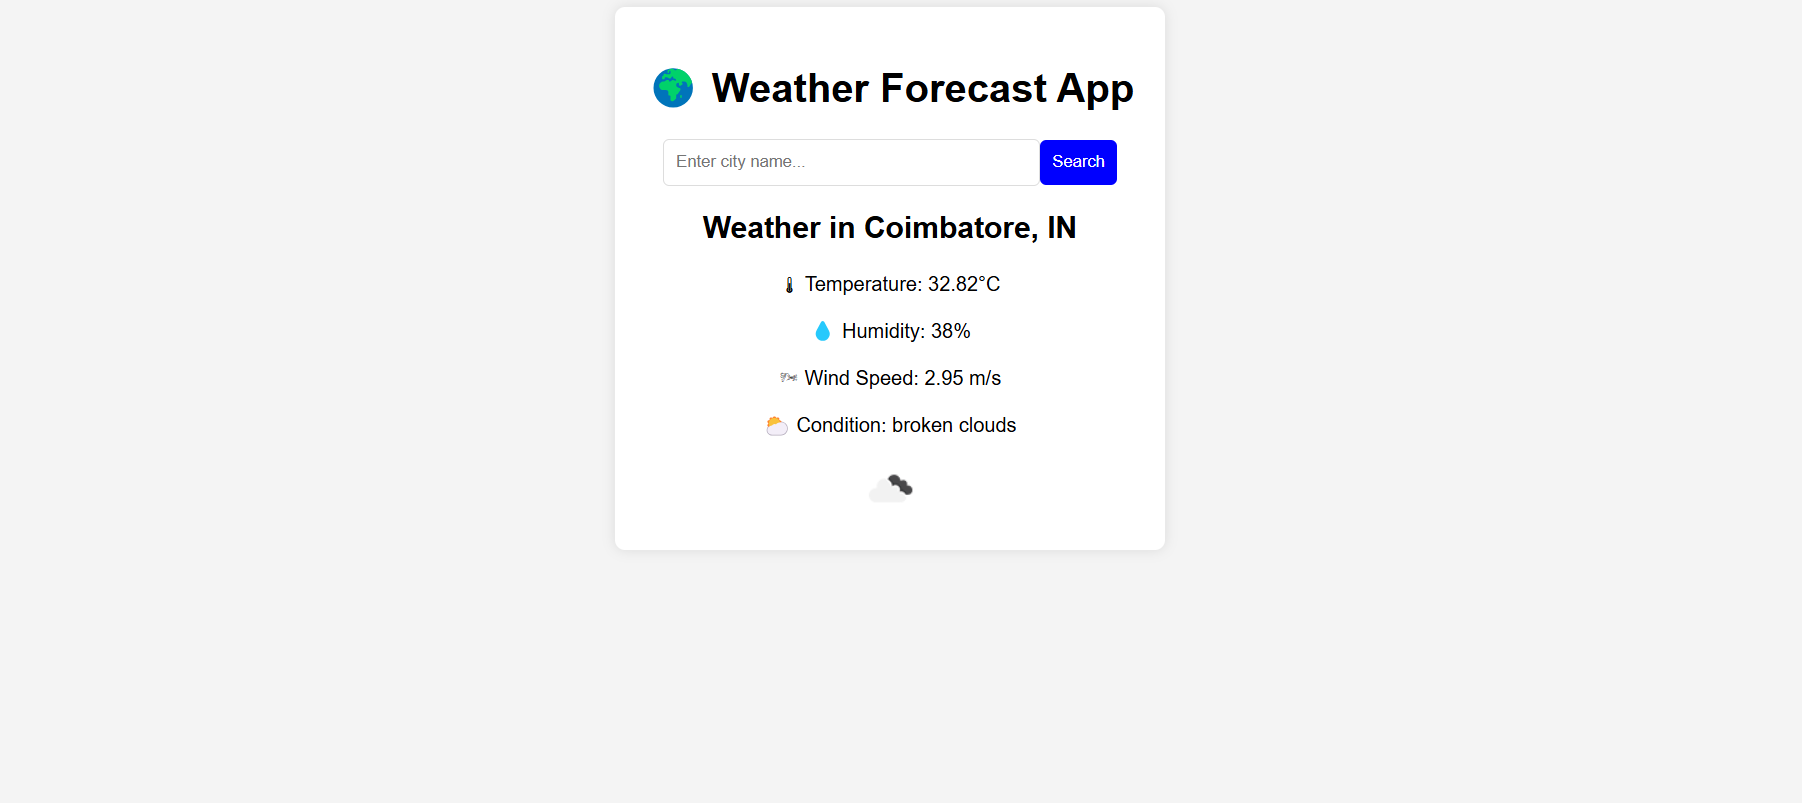 Weather Forecast App
Enter city name...
Search
Weather in Coimbatore, IN
Temperature: 32.82°C
Humidity: 38%
Wind Speed: 2.95 m/s
Condition: broken clouds